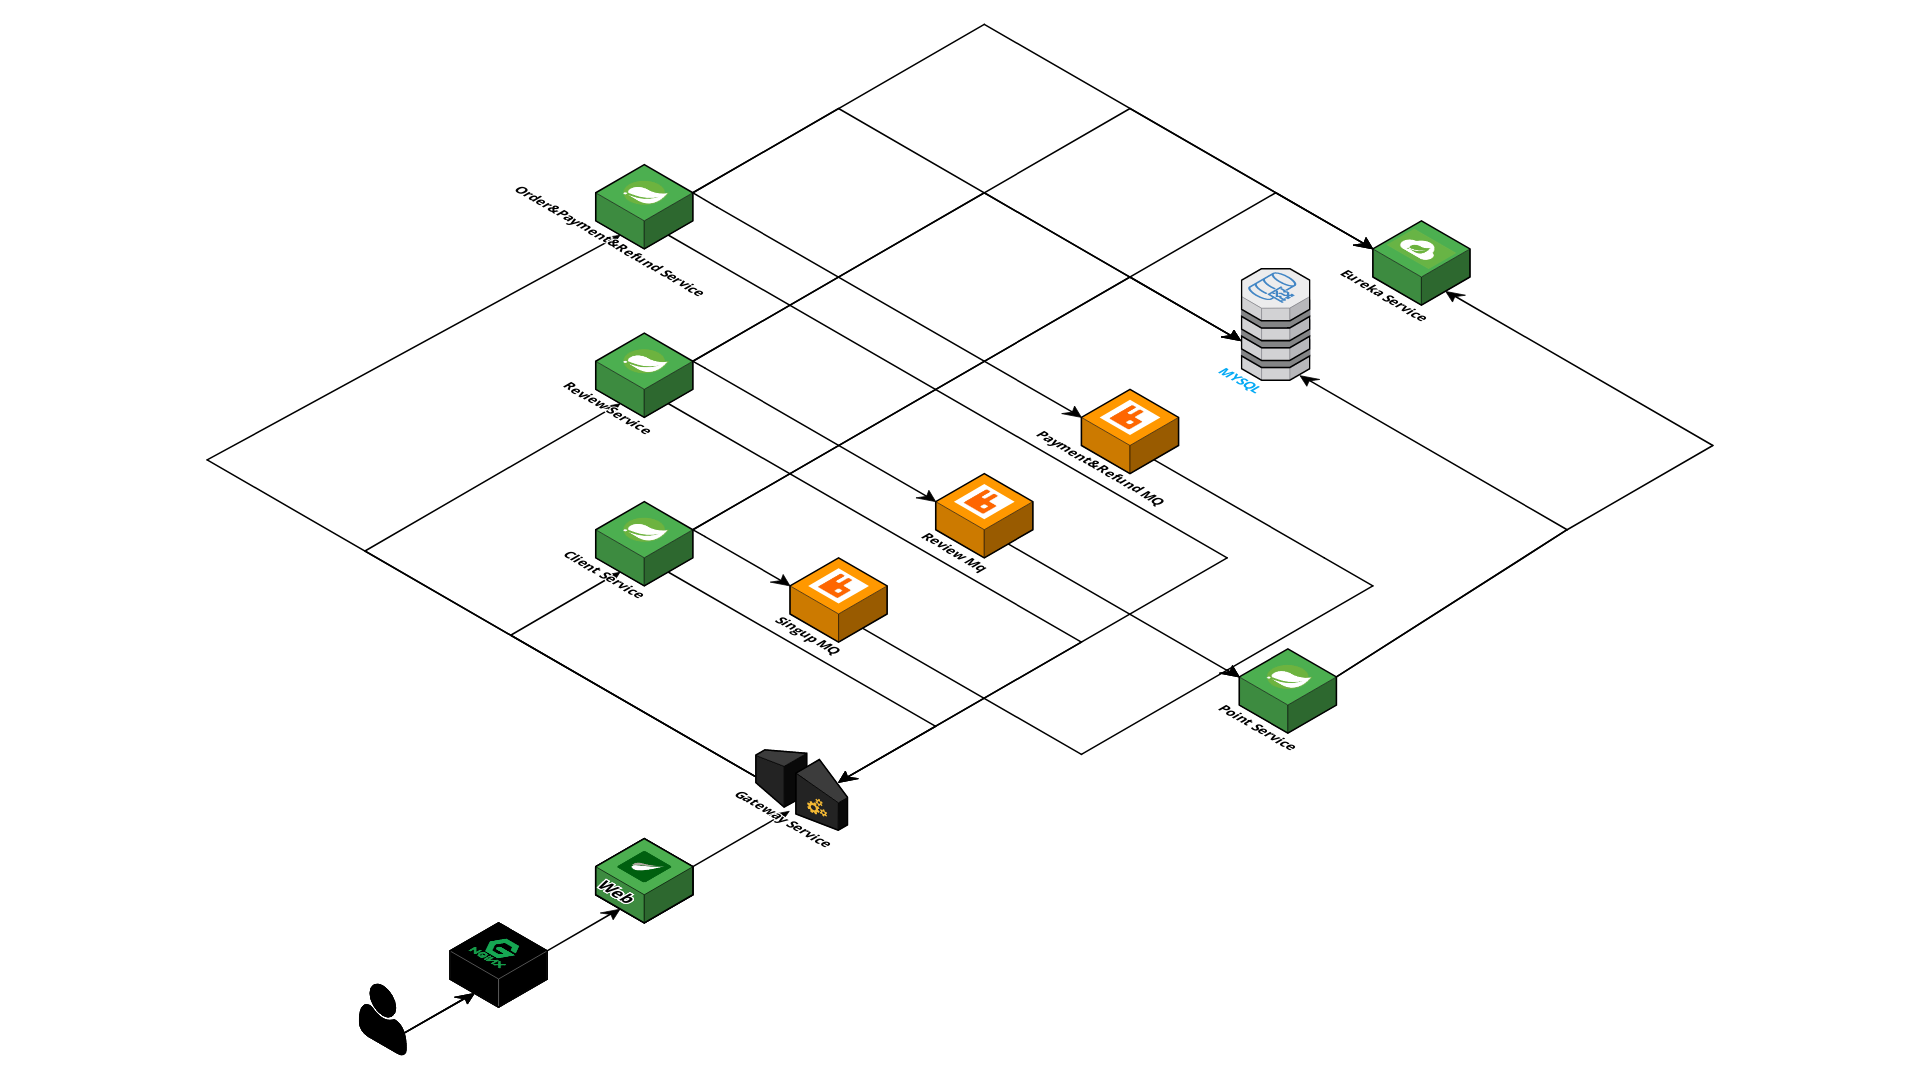 Order&Payment&Refund Service
Eureka Service
MYSQL
Review Service
Payment&Refund MQ
Review Mq
Client Service
Singup MQ
Point Service
Gateway Service
Web
NGINX